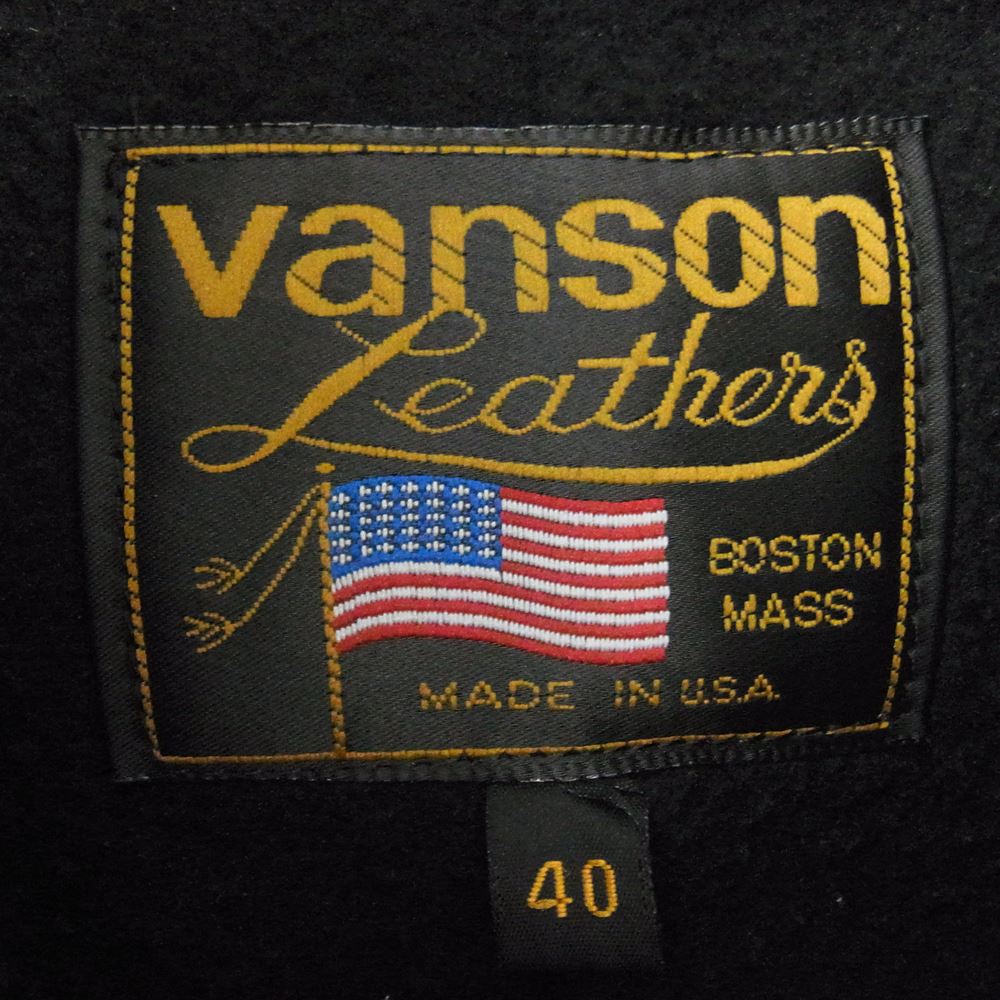 vanson
Leathers
BOSTON
MASS
MADE IN U.S.A.
40